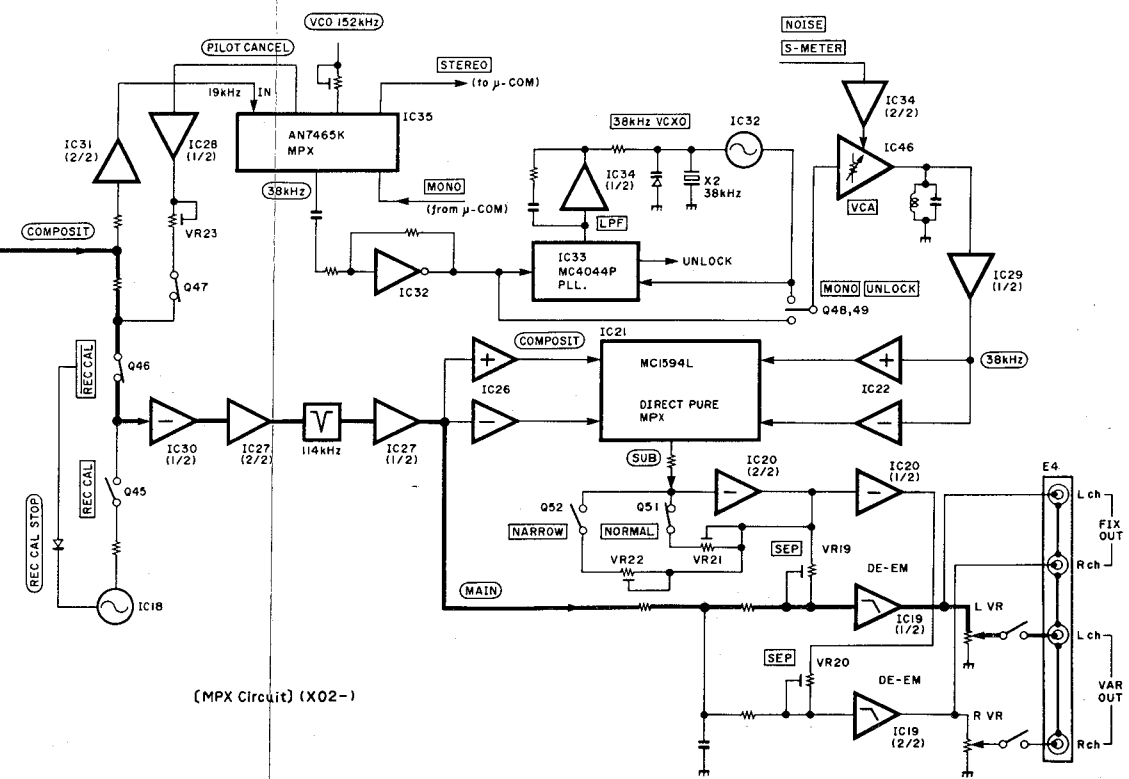 VCO 152kHz
PILOT CANCEL
STEREO
(to μ-COM)
19kHz IN
IC31
(2/2)
IC28
(1/2)
AN7465K
MPX
IC35
38kHz
MONO
(from μ-COM)
VR23
COMPOSIT
Q47
IC32
38kHz VCXO
IC32
IC34
(1/2)
X2
38kHz
LPF
IC33
MC4044P
PLL.
UNLOCK
NOISE
S-METER
IC34
(2/2)
IC46
VCA
IC29
(1/2)
MONO UNLOCK
Q48,49
38kHz
REC CAL
Q46
IC30
(1/2)
IC27
(2/2)
114kHz
IC27
(1/2)
COMPOSIT
IC26
IC21
MC1594L
DIRECT PURE
MPX
IC22
SUB
REC CAL
Q45
REC CAL STOP
IC18
IC20
(2/2)
IC20
(1/2)
Q52
NARROW
Q51
NORMAL
VR22
VR21
SEP
VR19
MAIN
DE-EM
IC19
(1/2)
L VR
SEP
VR20
DE-EM
IC19
(2/2)
R VR
E4
L ch
FIX
OUT
R ch
L ch
VAR
OUT
R ch
[MPX Circuit] (X02-)